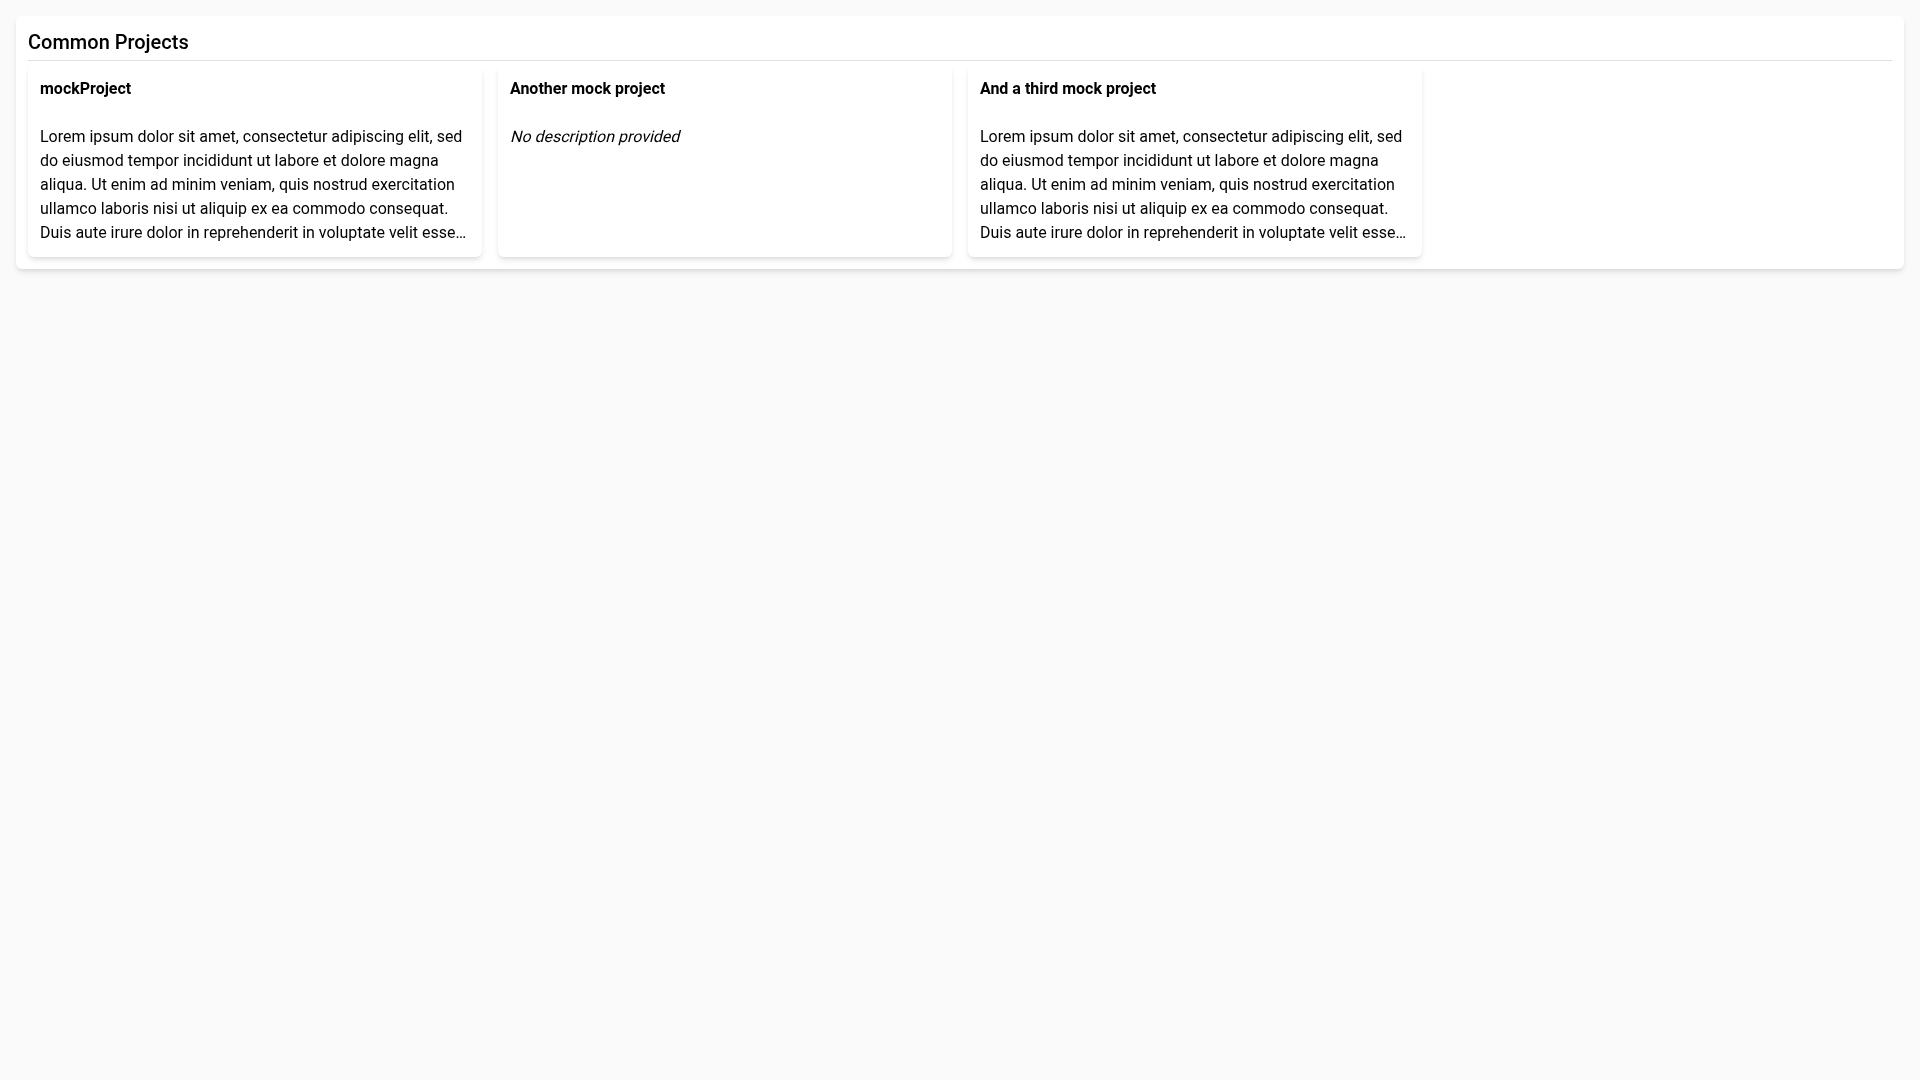 Common Projects
mockProject
Lorem ipsum dolor sit amet, consectetur adipiscing elit, sed
do eiusmod tempor incididunt ut labore et dolore magna
aliqua. Ut enim ad minim veniam, quis nostrud exercitation
ullamco laboris nisi ut aliquip ex ea commodo consequat.
Duis aute irure dolor in reprehenderit in voluptate velit esse…
Another mock project
No description provided
And a third mock project
Lorem ipsum dolor sit amet, consectetur adipiscing elit, sed
do eiusmod tempor incididunt ut labore et dolore magna
aliqua. Ut enim ad minim veniam, quis nostrud exercitation
ullamco laboris nisi ut aliquip ex ea commodo consequat.
Duis aute irure dolor in reprehenderit in voluptate velit esse…